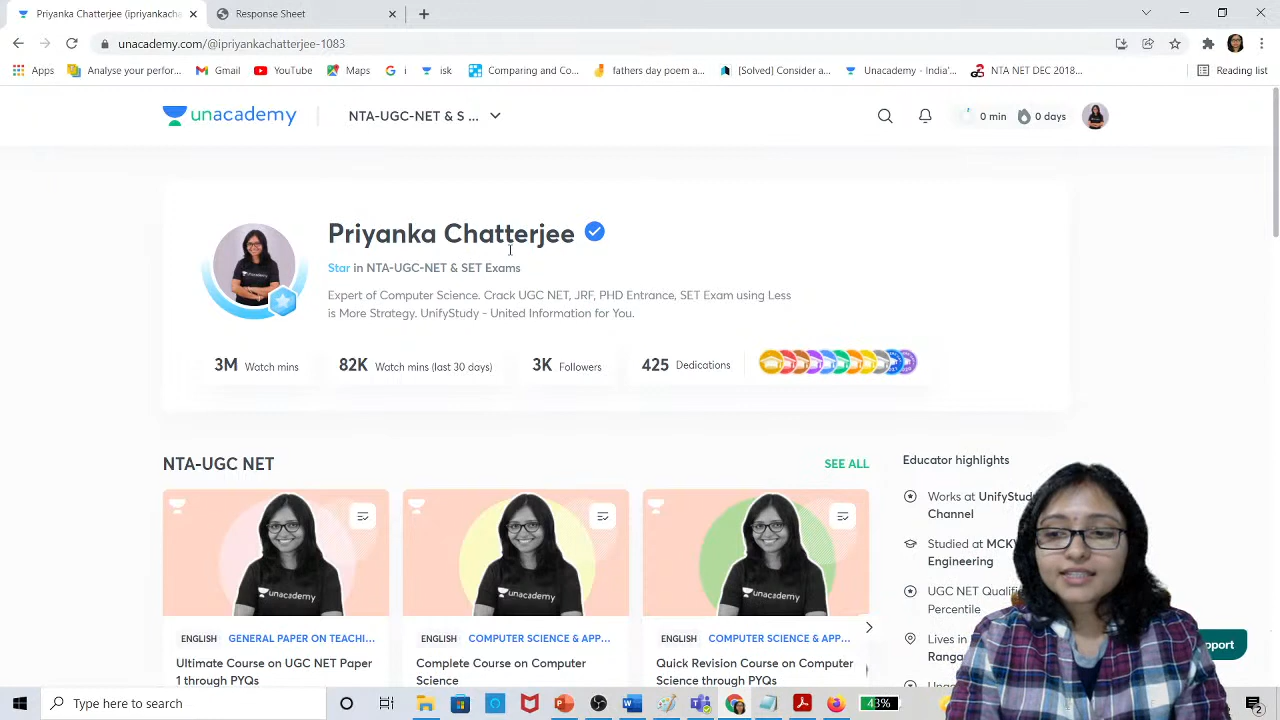 Priyanka Chatterjee (ipriyankacha
Response Sheet
unacademy.com/@ipriyankchatterjee-1083
Apps
Analyse your perfor...
Gmail
YouTube
Maps
i
isk
Comparing and Co...
fathers day poem a...
[Solved] Consider a...
Unacademy - India'...
NTA NET DEC 2018...
Reading list
unacademy
NTA-UGC-NET & S ...
0 min
0 days
Priyanka Chatterjee
Star in NTA-UGC-NET & SET Exams
Expert of Computer Science. Crack UGC NET, JRF, PHD Entrance, SET Exam using Less
is More Strategy. UnifyStudy - United Information for You.
3M Watch mins
82K Watch mins (last 30 days)
3K Followers
425 Dedications
NTA-UGC NET
SEE ALL
Educator highlights
Works at UnifyStud
Channel
Studied at MCKV
Engineering
UGC NET Qualifi
Percentile
Lives in
Ranga
unacademy
unacademy
unacademy
ENGLISH GENERAL PAPER ON TEACHI...
Ultimate Course on UGC NET Paper
1 through PYQs
ENGLISH COMPUTER SCIENCE & APP...
Complete Course on Computer
Science
ENGLISH COMPUTER SCIENCE & APP...
Quick Revision Course on Computer
Science through PYQs
pport
Type here to search
43%
2